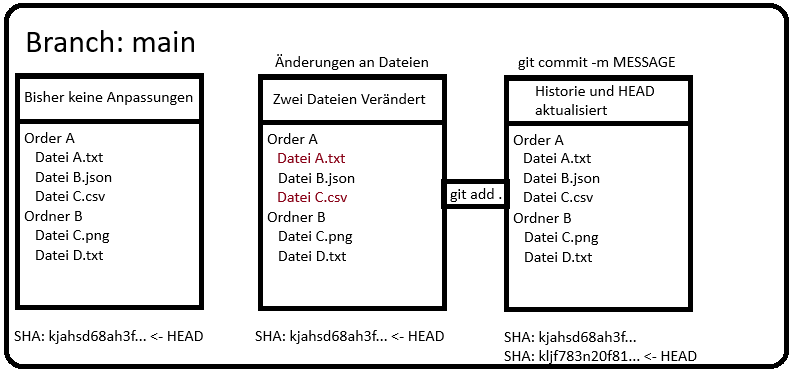 Branch: main
Bisher keine Anpassungen
Order A
Datei A.txt
Datei B.json
Datei C.csv
Ordner B
Datei C.png
Datei D.txt
SHA: kjahsd68ah3f... <- HEAD
Änderungen an Dateien
Zwei Dateien Verändert
Order A
Datei A.txt
Datei B.json
Datei C.csv
Ordner B
Datei C.png
Datei D.txt
SHA: kjahsd68ah3f... <- HEAD
git add .
git commit -m MESSAGE
Historie und HEAD
aktualisiert
Order A
Datei A.txt
Datei B.json
Datei C.csv
Ordner B
Datei C.png
Datei D.txt
SHA: kjahsd68ah3f...
SHA: kljf783n20f81... <- HEAD